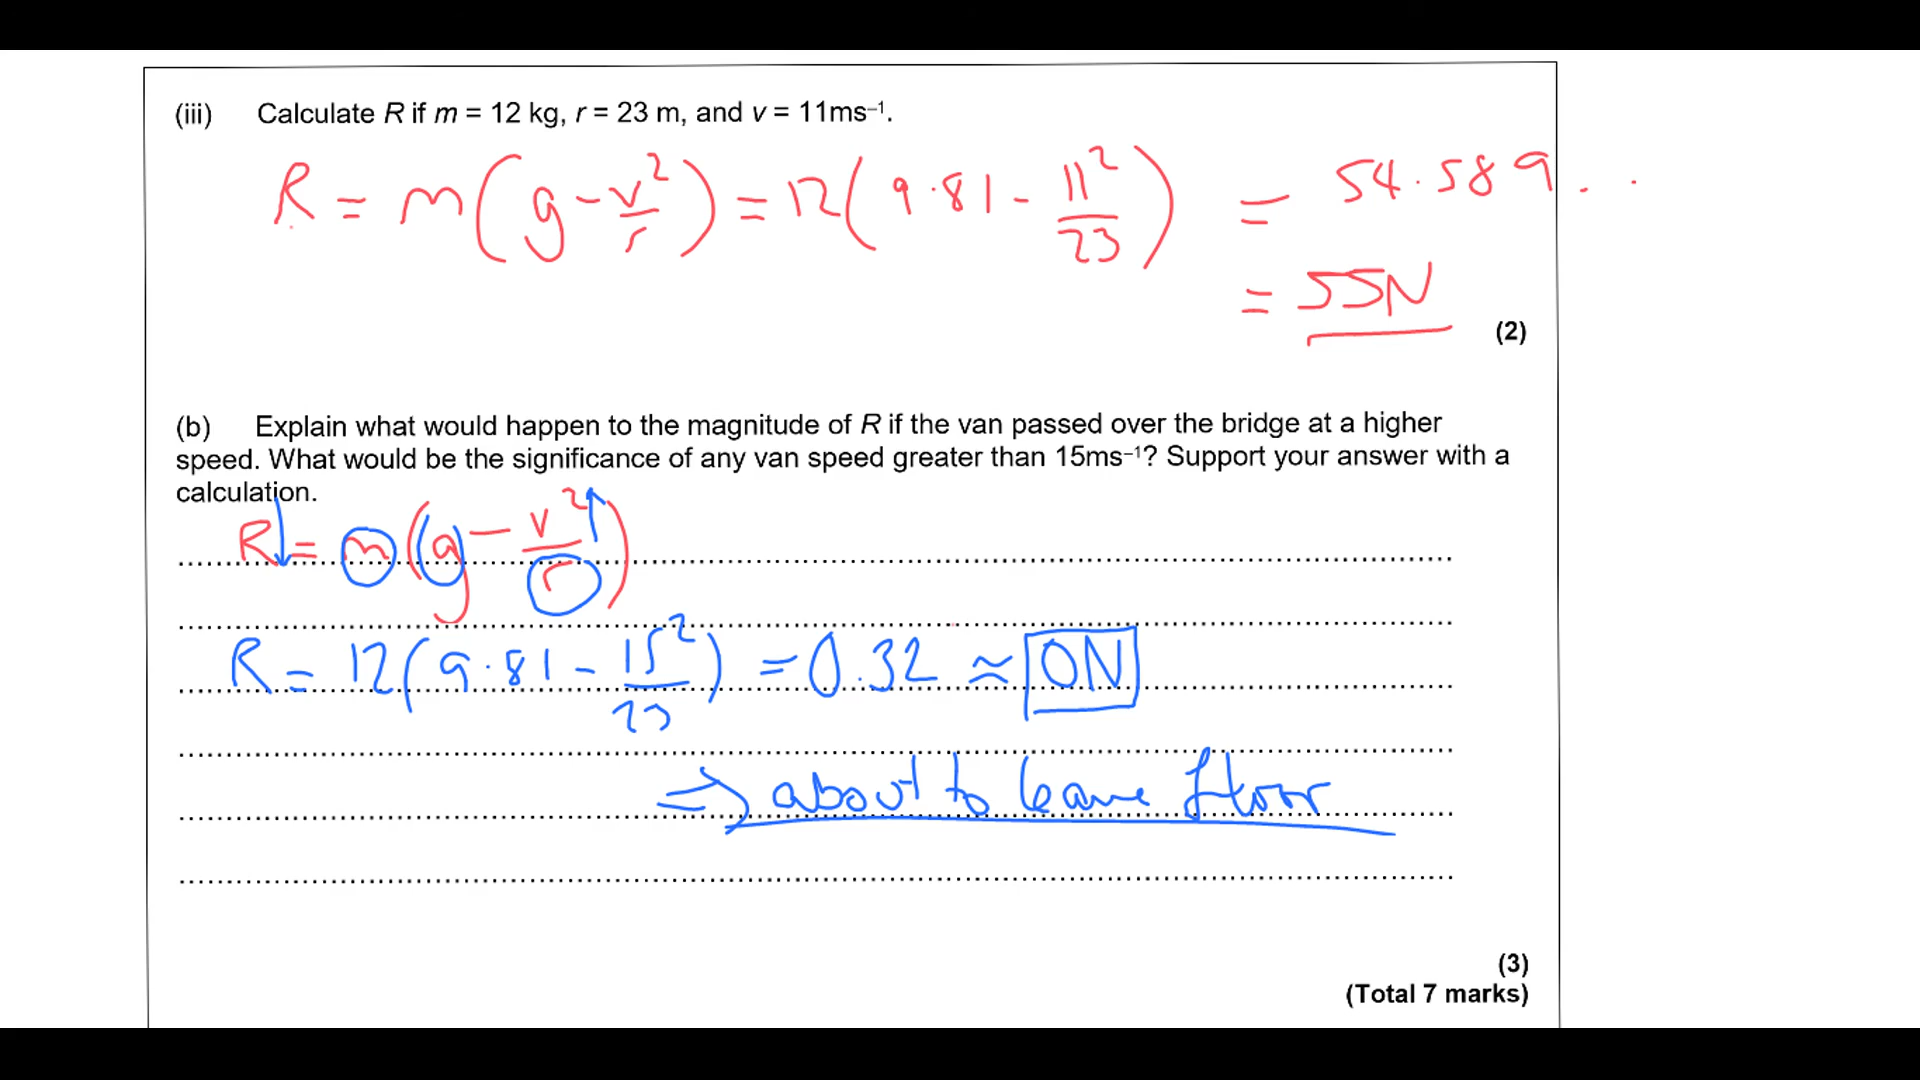 (iii) Calculate R if m = 12 kg, r = 23 m, and v = 11ms⁻¹.
R = m(g - v²/r) = 12(9.81 - 11²/23) = 54.589...
= 55N
(2)
(b) Explain what would happen to the magnitude of R if the van passed over the bridge at a higher
speed. What would be the significance of any van speed greater than 15ms⁻¹? Support your answer with a
calculation.
R↓ = m(g - v²↑/r)
R = 12(9.81 - 15²/23) = 0.32 ≈ 0N
⇒ about to leave floor
(3)
(Total 7 marks)